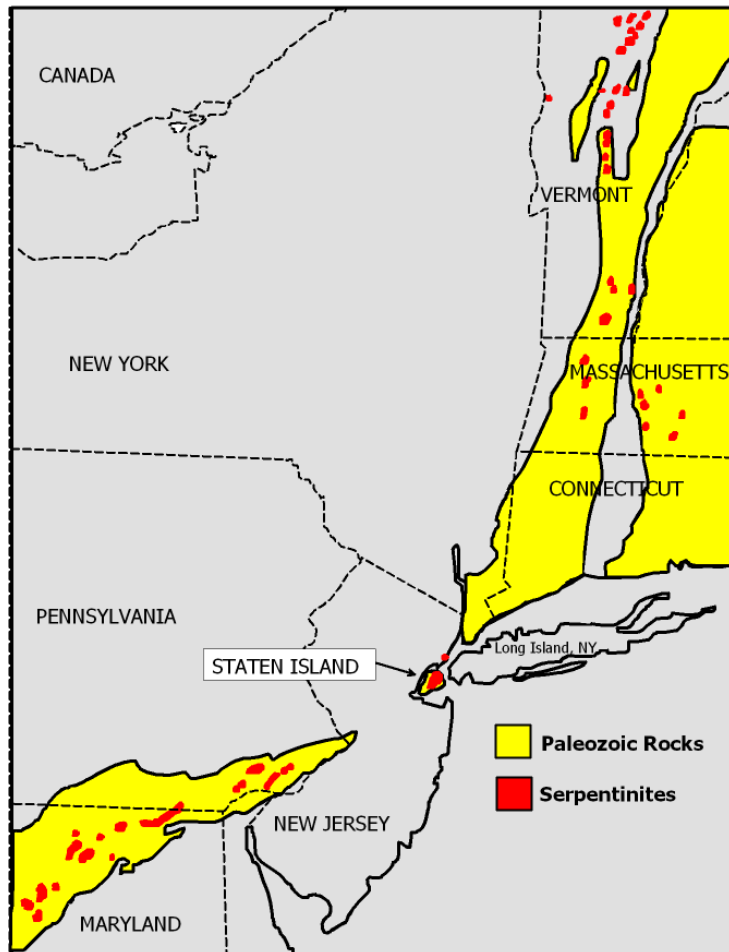 CANADA
VERMONT
NEW YORK
MASSACHUSETTS
CONNECTICUT
PENNSYLVANIA
Long Island, NY
STATEN ISLAND
Paleozoic Rocks
Serpentinites
NEW JERSEY
MARYLAND